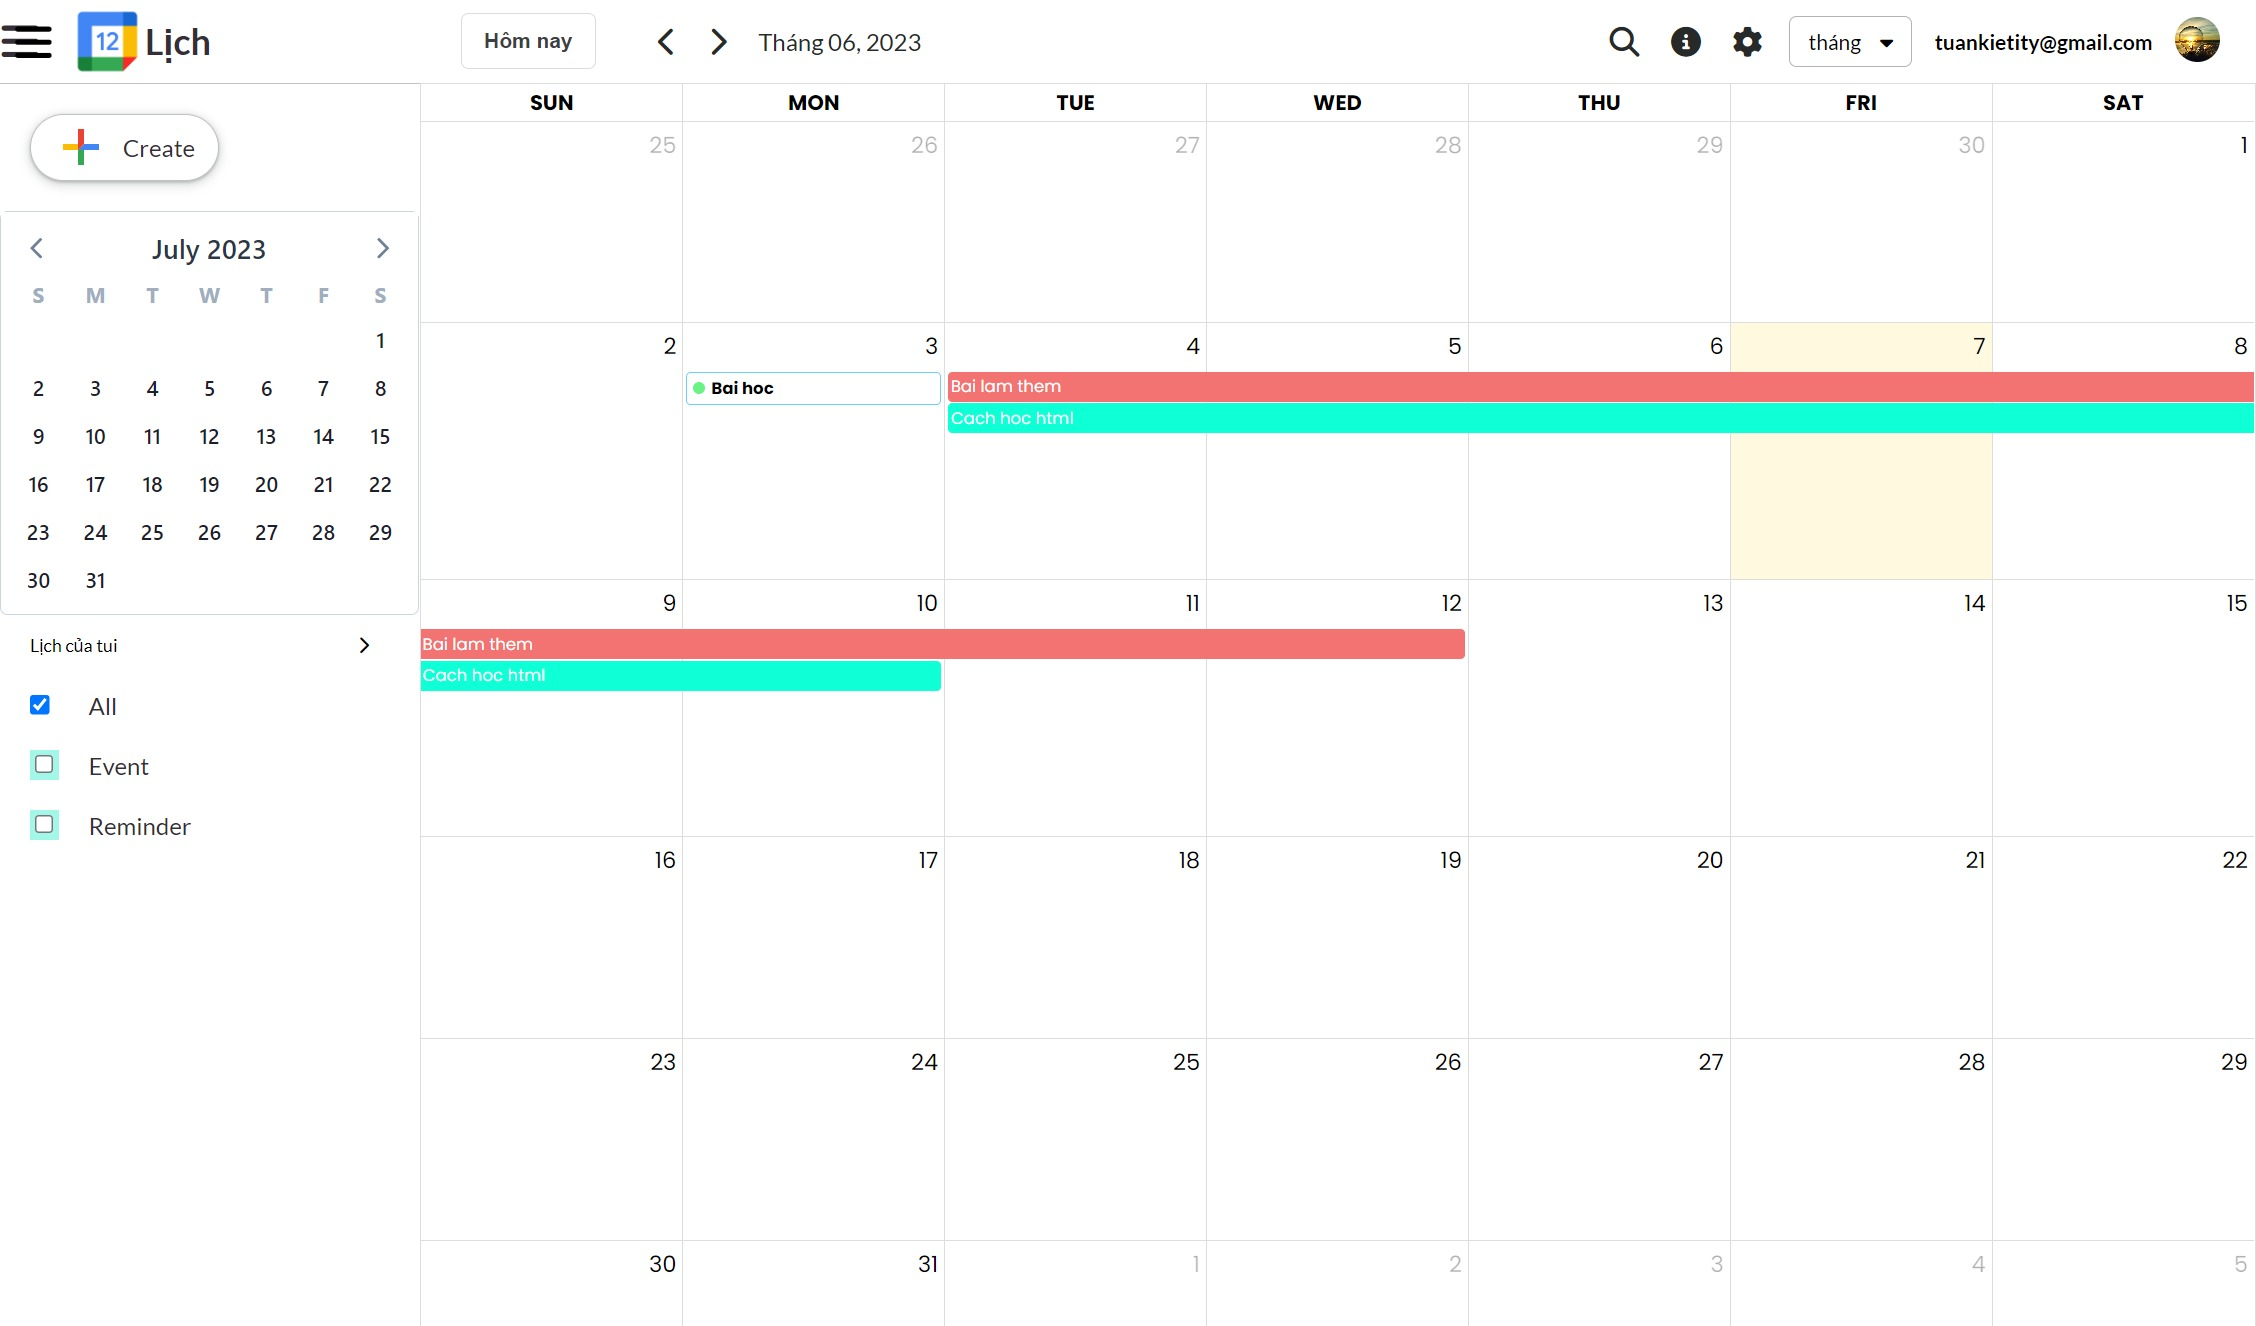 12 Lịch Hôm nay Tháng 06, 2023 tháng tuankietity@gmail.com
Create
July 2023
S M T W T F S
1
2 3 4 5 6 7 8
9 10 11 12 13 14 15
16 17 18 19 20 21 22
23 24 25 26 27 28 29
30 31
Lịch của tui
All
Event
Reminder
SUN MON TUE WED THU FRI SAT
25 26 27 28 29 30 1
2 3 4 5 6 7 8
Bai hoc Bai lam them
Cach hoc html
9 10 11 12 13 14 15
Bai lam them
Cach hoc html
16 17 18 19 20 21 22
23 24 25 26 27 28 29
30 31 1 2 3 4 5